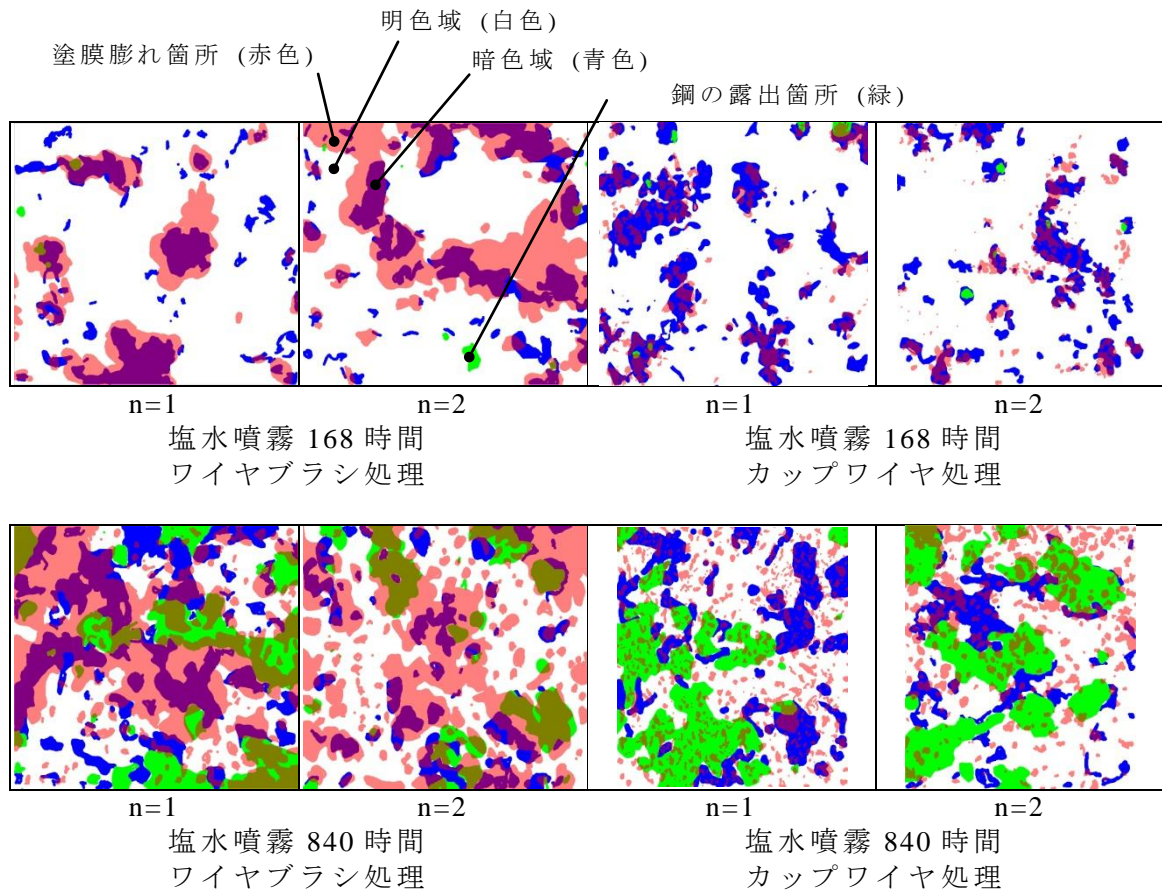 明色域 (白色)
塗膜膨れ箇所 (赤色)
暗色域 (青色)
鋼の露出箇所 (緑)
n=1
n=2
n=1
n=2
塩水噴霧 168 時間
ワイヤブラシ処理
塩水噴霧 168 時間
カップワイヤ処理
n=1
n=2
n=1
n=2
塩水噴霧 840 時間
ワイヤブラシ処理
塩水噴霧 840 時間
カップワイヤ処理